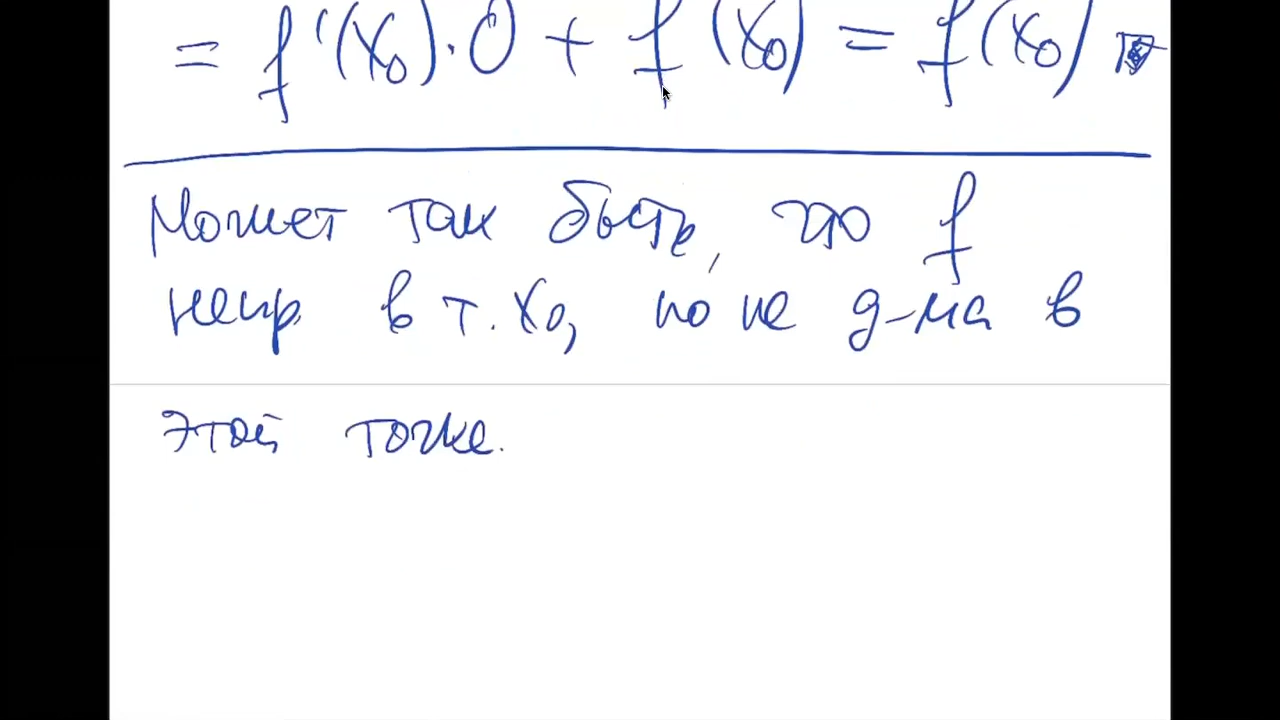 = f'(x₀)·0 + f(x₀) = f(x₀)
Может так быть, что f
непр. в т. x₀, но не д-ма в
этой точке.